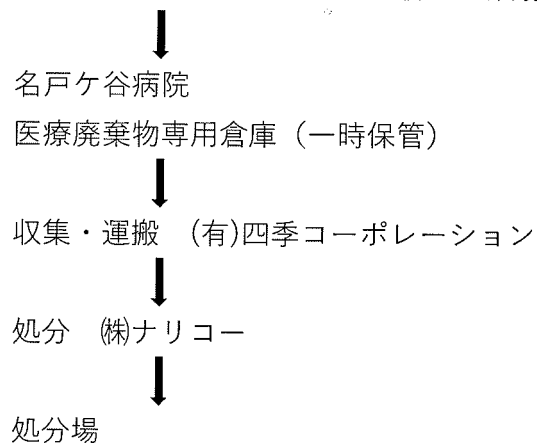 名戸ケ谷病院
医療廃棄物専用倉庫（一時保管）
収集・運搬　(有)四季コーポレーション
処分　㈱ナリコー
処分場